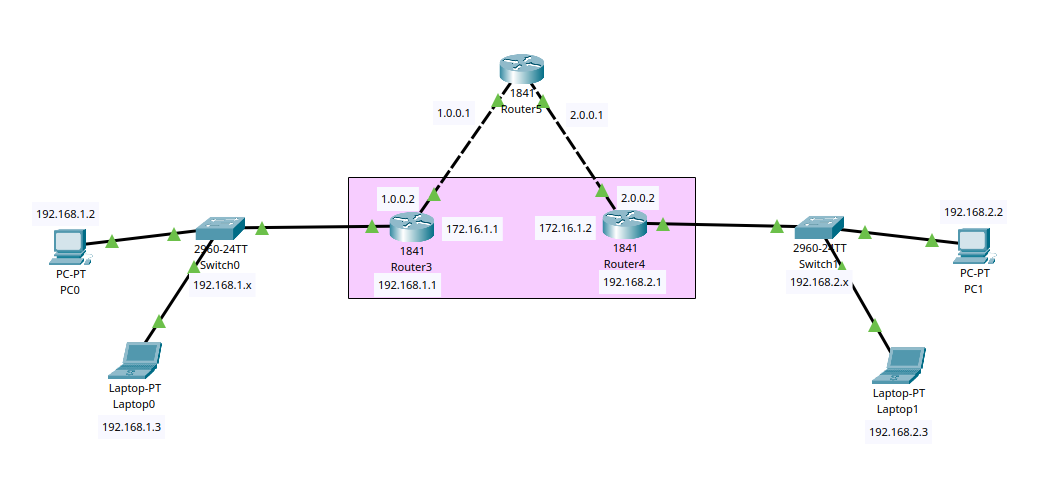 1841
Router5
1.0.0.1
2.0.0.1
1.0.0.2
2.0.0.2
192.168.1.2
192.168.2.2
172.16.1.1
172.16.1.2
1841
Router3
1841
Router4
2960-24TT
Switch0
2960-24TT
Switch1
PC-PT
PC0
PC-PT
PC1
192.168.1.x
192.168.1.1
192.168.2.1
192.168.2.x
Laptop-PT
Laptop0
Laptop-PT
Laptop1
192.168.1.3
192.168.2.3